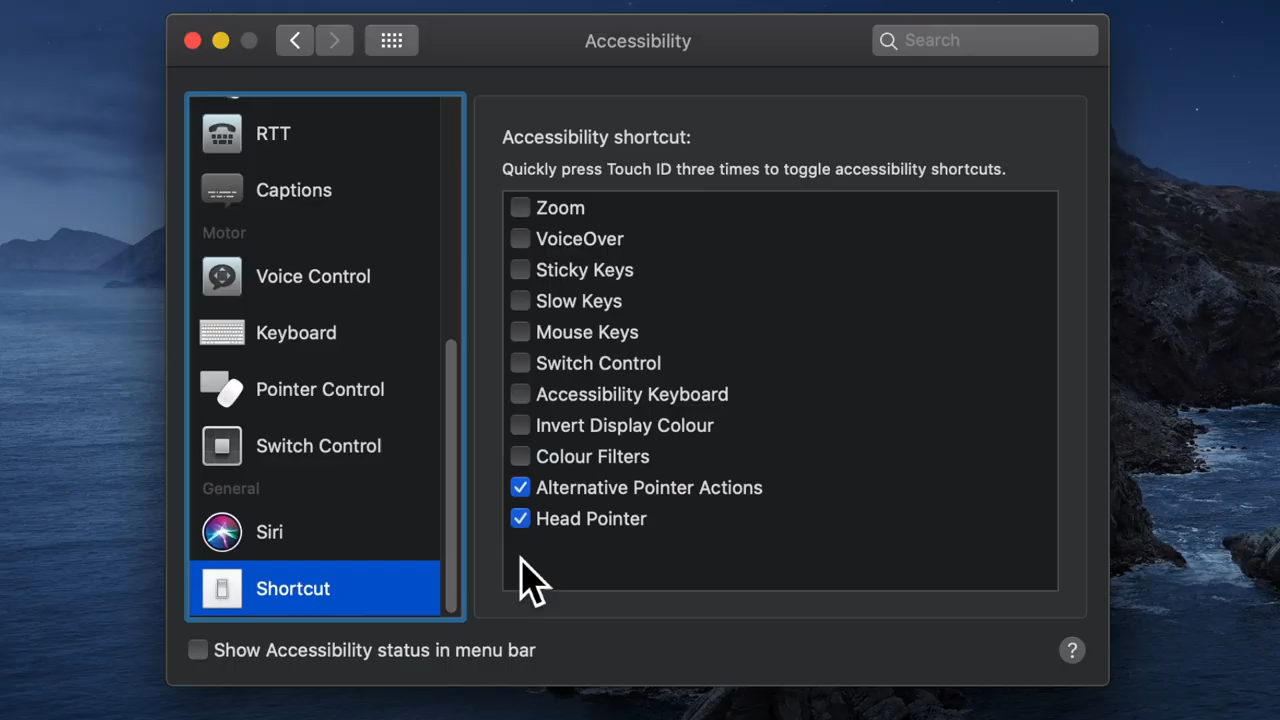 Accessibility
Search
RTT
Captions
Motor
Voice Control
Keyboard
Pointer Control
Switch Control
General
Siri
Shortcut
Accessibility shortcut:
Quickly press Touch ID three times to toggle accessibility shortcuts.
Zoom
VoiceOver
Sticky Keys
Slow Keys
Mouse Keys
Switch Control
Accessibility Keyboard
Invert Display Colour
Colour Filters
Alternative Pointer Actions
Head Pointer
Show Accessibility status in menu bar
?